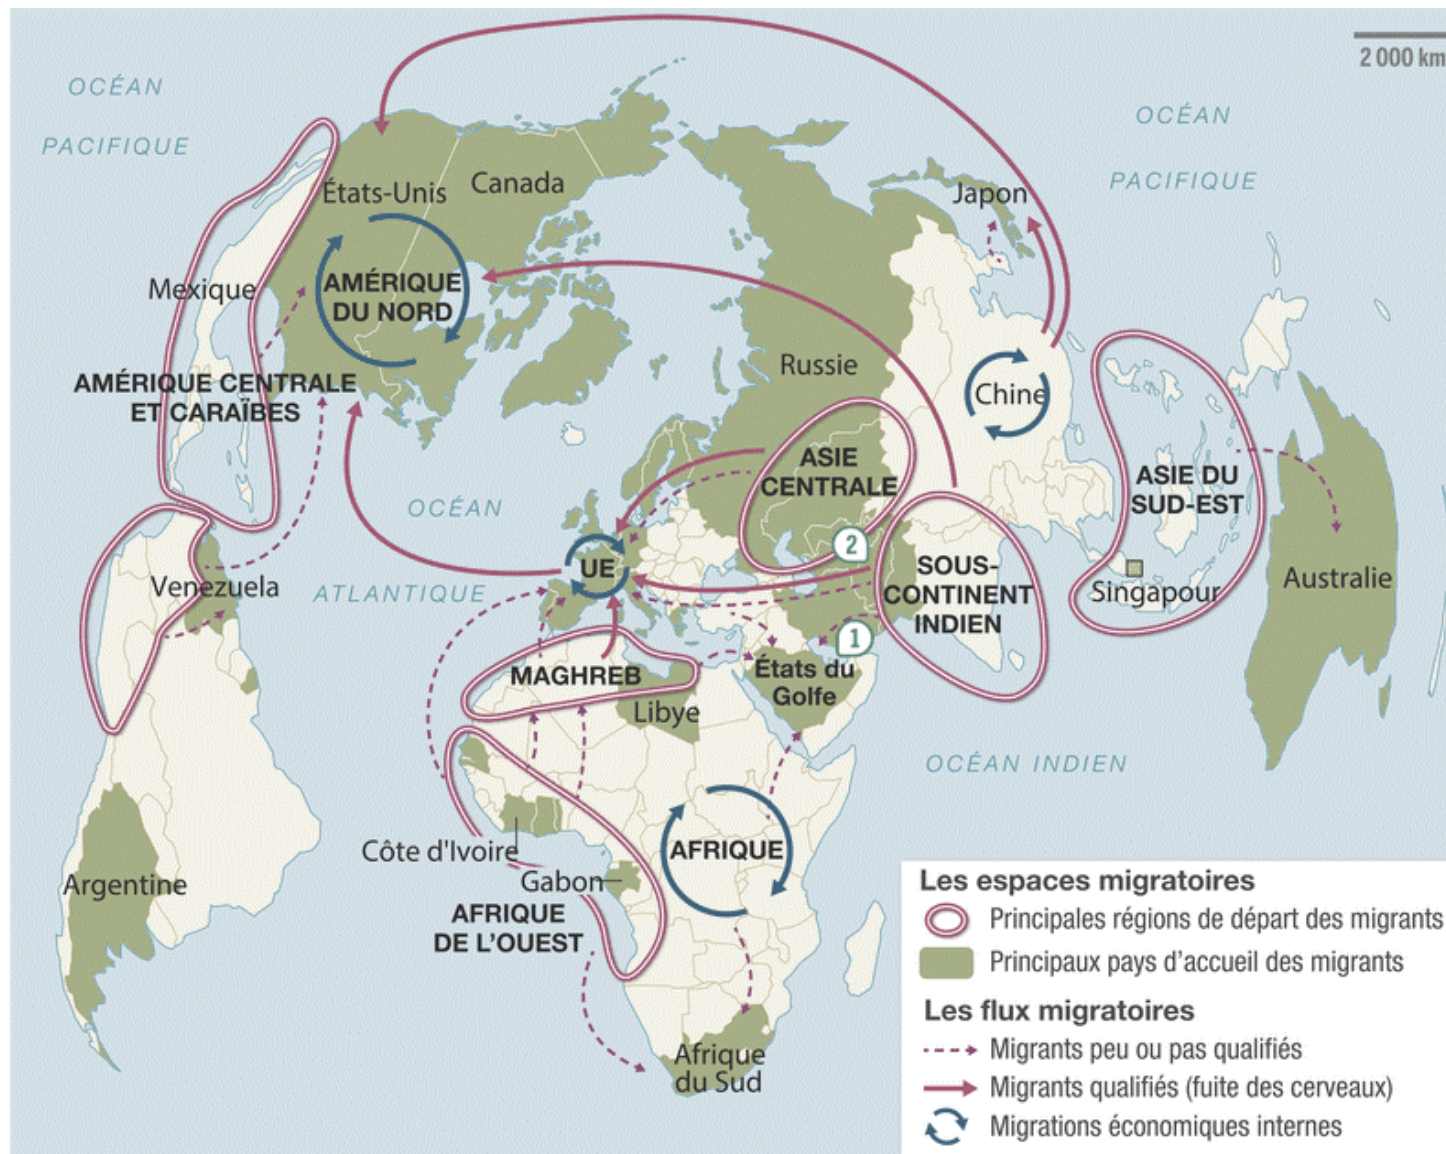 2 000 km
OCÉAN
PACIFIQUE
OCÉAN
PACIFIQUE
États-Unis
Canada
Japon
Mexique
AMÉRIQUE
DU NORD
Russie
Chine
AMÉRIQUE CENTRALE
ET CARAÏBES
ASIE
CENTRALE
ASIE DU
SUD-EST
OCÉAN
ATLANTIQUE
2
UE
SOUS-
CONTINENT
INDIEN
Venezuela
Singapour
Australie
1
MAGHREB
États du
Golfe
Libye
OCÉAN INDIEN
Côte d'Ivoire
AFRIQUE
Gabon
Argentine
AFRIQUE
DE L'OUEST
Afrique
du Sud
Les espaces migratoires
Principales régions de départ des migrants
Principaux pays d'accueil des migrants
Les flux migratoires
Migrants peu ou pas qualifiés
Migrants qualifiés (fuite des cerveaux)
Migrations économiques internes